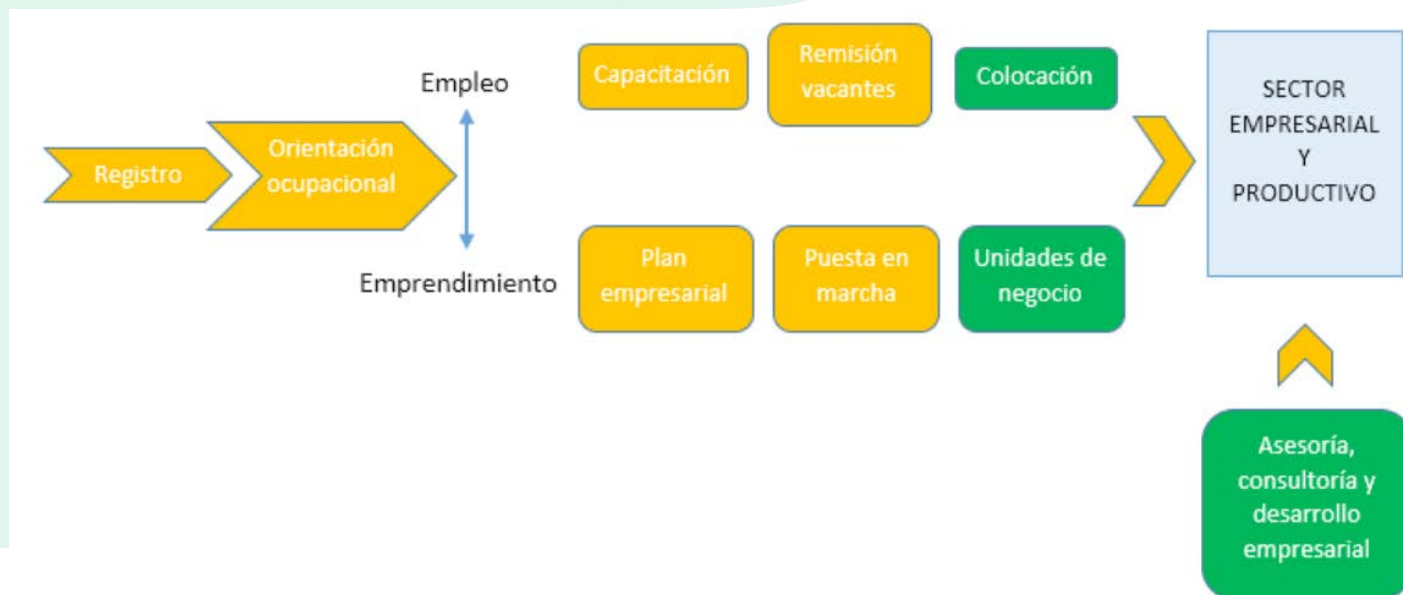 Registro
Orientación
ocupacional
Empleo
Emprendimiento
Capacitación
Remisión
vacantes
Colocación
Plan
empresarial
Puesta en
marcha
Unidades de
negocio
SECTOR
EMPRESARIAL
Y
PRODUCTIVO
Asesoría,
consultoría y
desarrollo
empresarial